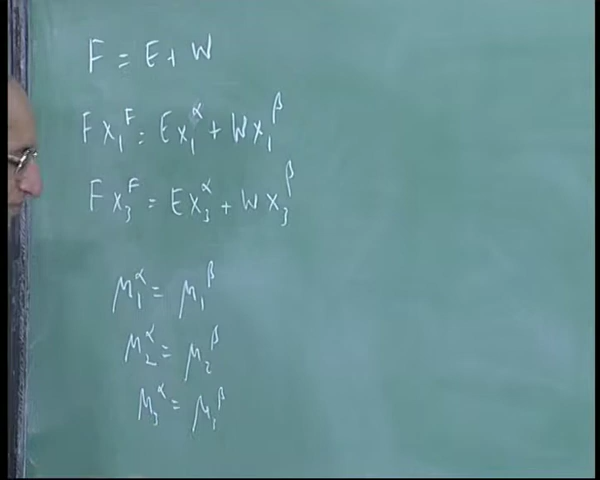 F = E + W
F x₁^F = E x₁^α + W x₁^β
F x₃^F = E x₃^α + W x₃^β
μ₁^α = μ₁^β
μ₂^α = μ₂^β
μ₃^α = μ₃^β